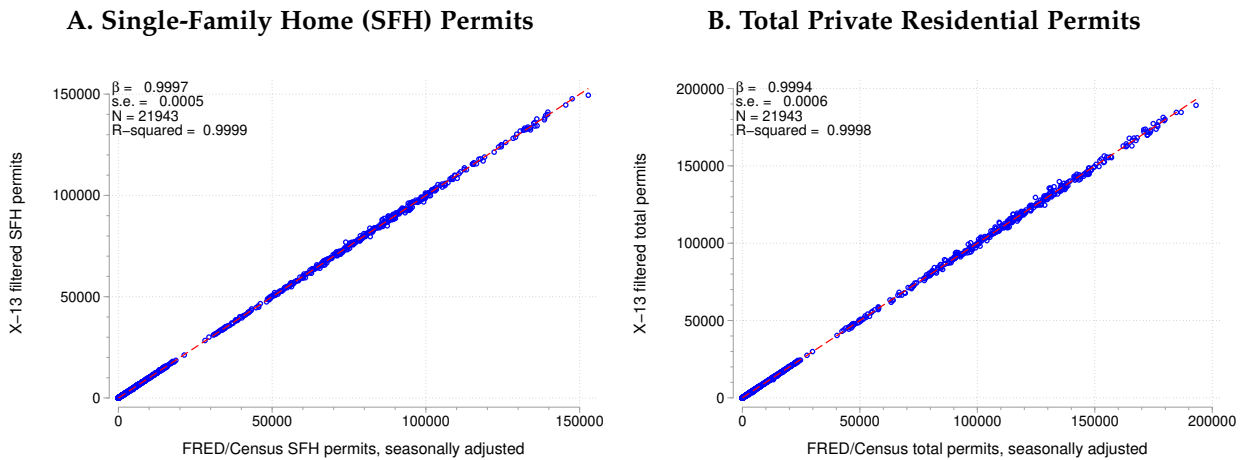 A. Single-Family Home (SFH) Permits
β = 0.9997
s.e. = 0.0005
N = 21943
R−squared = 0.9999
150000
100000
50000
0
X−13 filtered SFH permits
0 50000 100000 150000
FRED/Census SFH permits, seasonally adjusted
B. Total Private Residential Permits
β = 0.9994
s.e. = 0.0006
N = 21943
R−squared = 0.9998
200000
150000
100000
50000
0
X−13 filtered total permits
0 50000 100000 150000 200000
FRED/Census total permits, seasonally adjusted